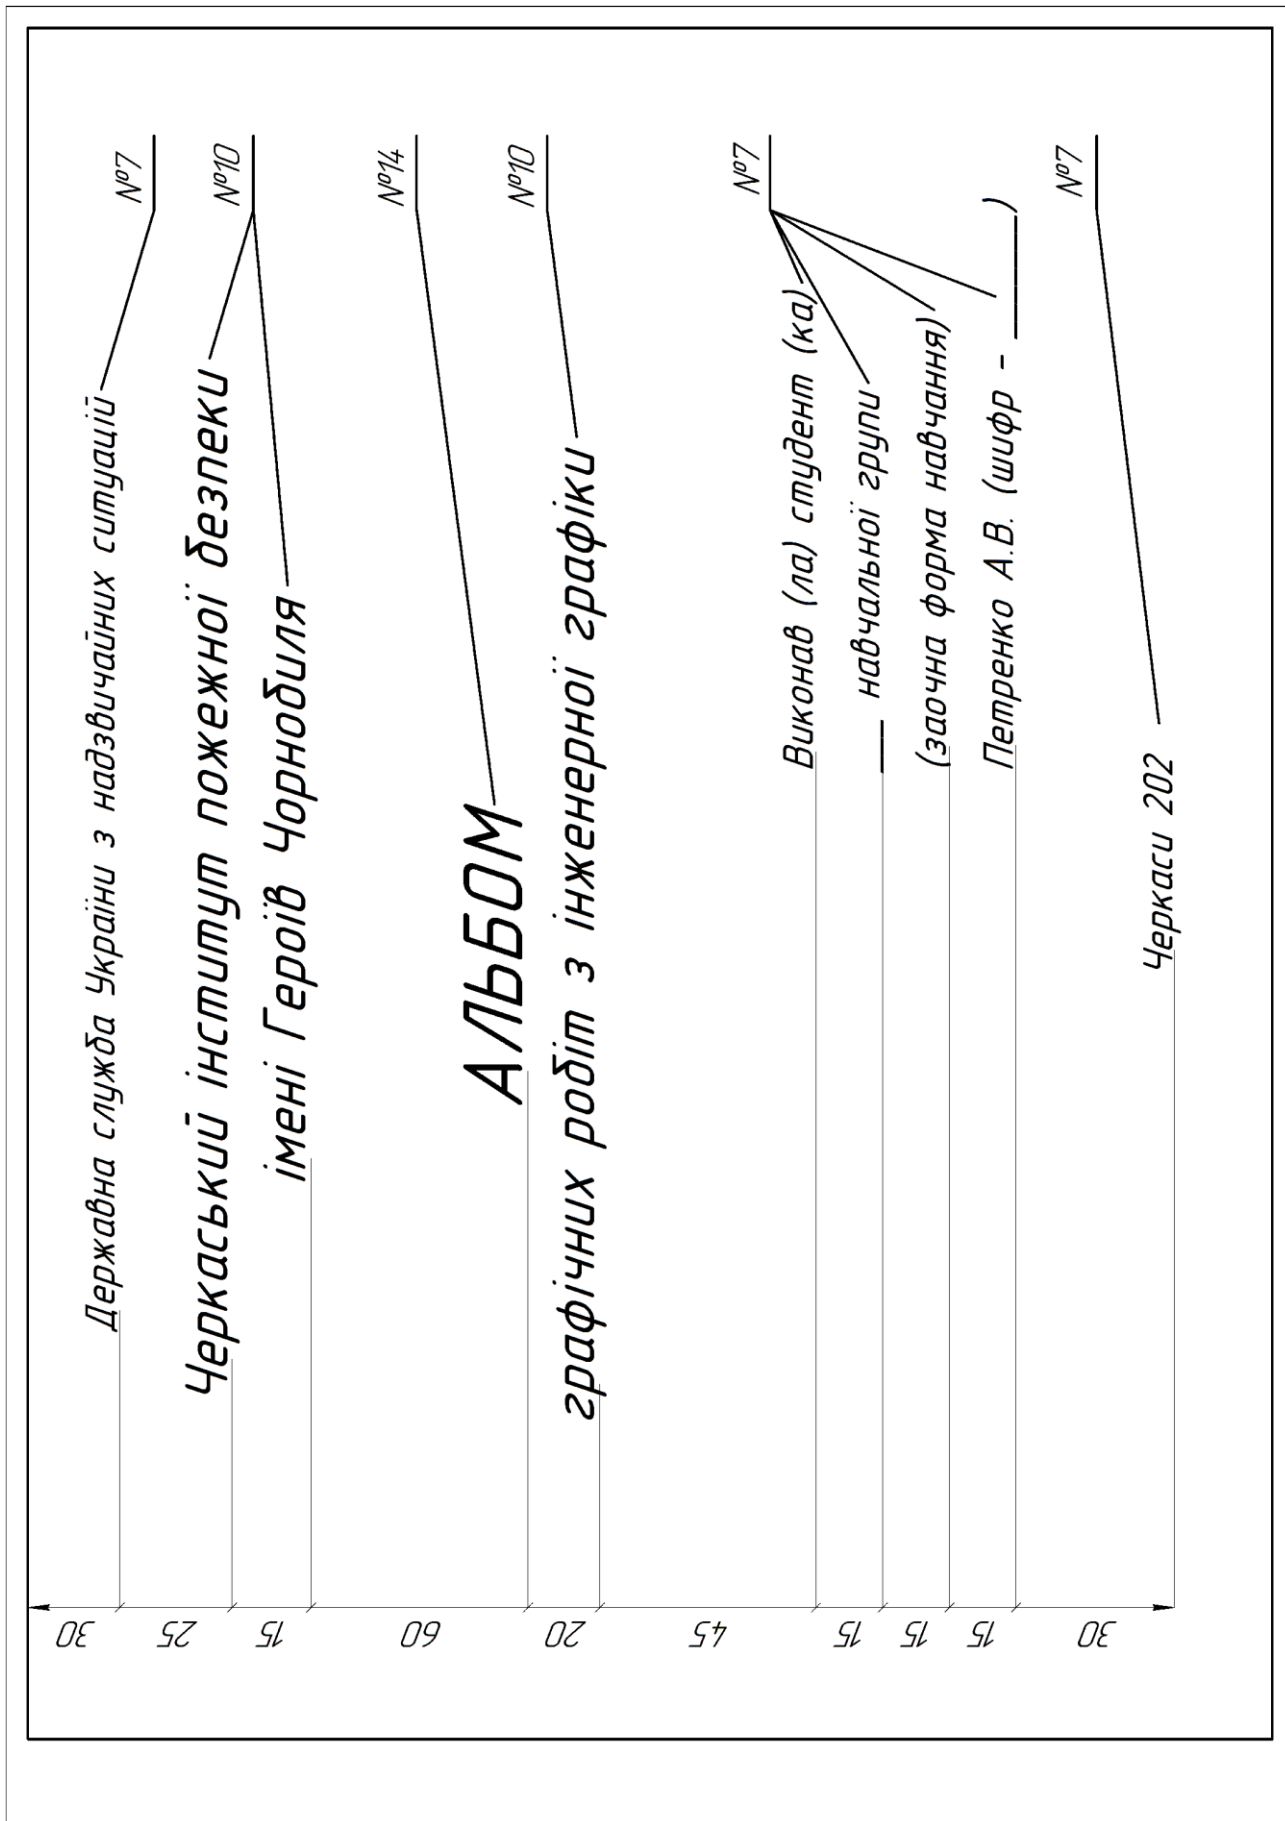 Державна служба України з надзвичайних ситуацій
№7
Черкаський інститут пожежної безпеки
№10
імені Героїв Чорнобиля
АЛЬБОМ
№14
графічних робіт з інженерної графіки
№10
Виконав (ла) студент (ка)
№7
___ навчальної групи
(заочна форма навчання)
Петренко А.В. (шифр - ______)
Черкаси 202
№7
30
25
15
60
20
45
15
15
15
30